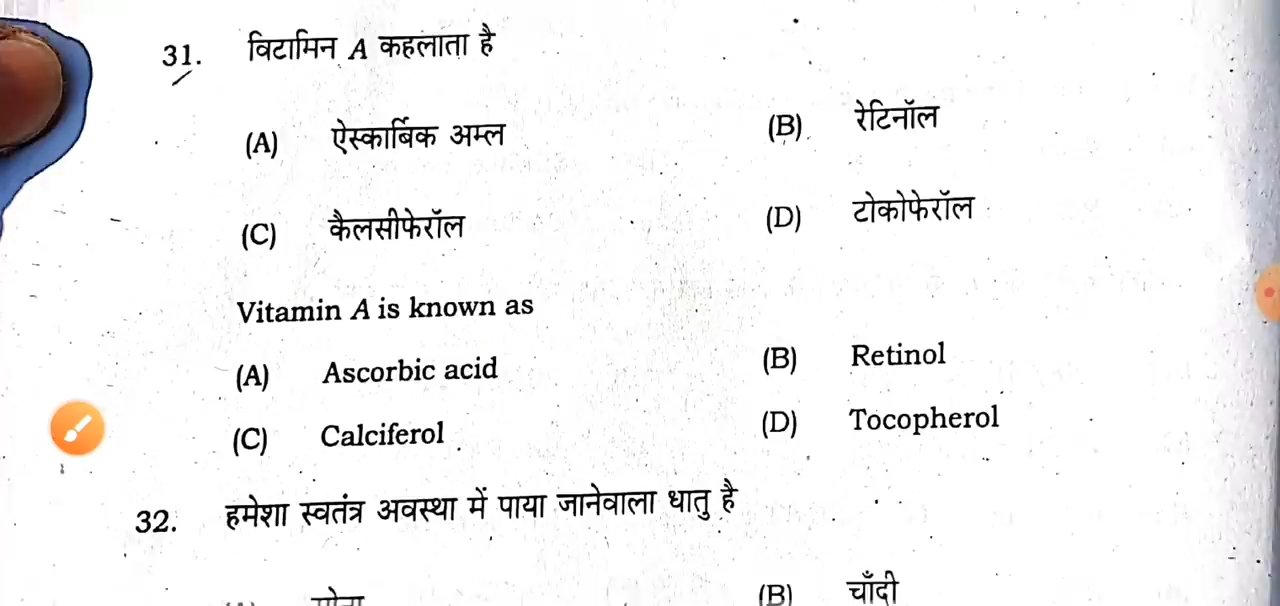 31. विटामिन A कहलाता है
(A) ऐस्कार्बिक अम्ल (B) रेटिनॉल
(C) कैलसीफेरॉल (D) टोकोफेरॉल
Vitamin A is known as
(A) Ascorbic acid (B) Retinol
(C) Calciferol (D) Tocopherol
32. हमेशा स्वतंत्र अवस्था में पाया जानेवाला धातु है
(B) चाँदी